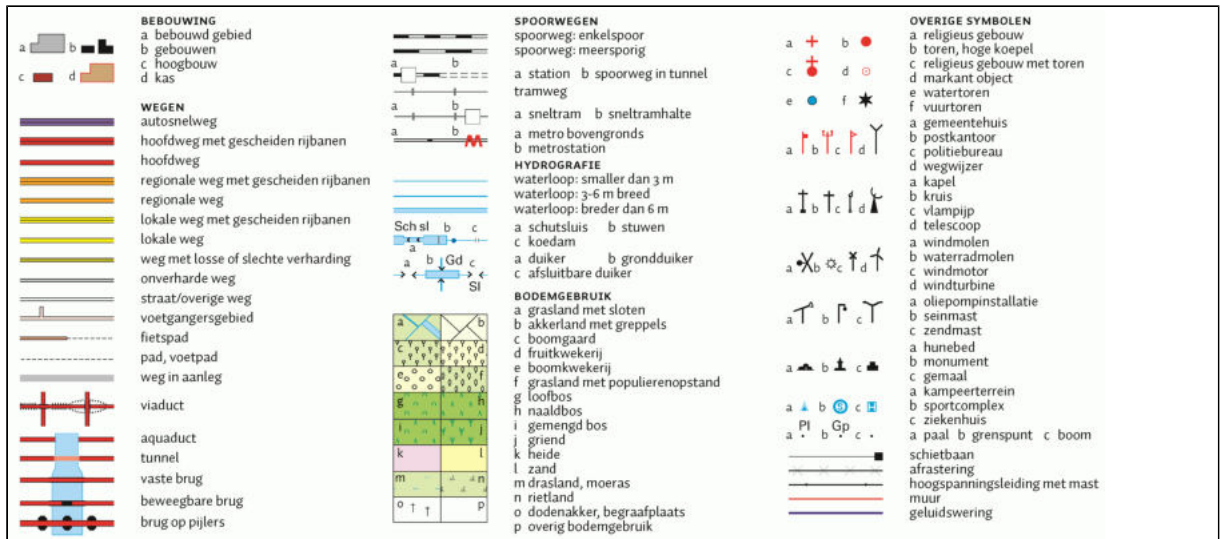 BEBOUWING
a bebouwd gebied
b gebouwen
c hoogbouw
d kas
a b
c d
WEGEN
autosnelweg
hoofdweg met gescheiden rijbanen
hoofdweg
regionale weg met gescheiden rijbanen
regionale weg
lokale weg met gescheiden rijbanen
lokale weg
weg met losse of slechte verharding
onverharde weg
straat/overige weg
voetgangersgebied
fietspad
pad, voetpad
weg in aanleg
viaduct
aquaduct
tunnel
vaste brug
beweegbare brug
brug op pijlers
SPOORWEGEN
spoorweg: enkelspoor
spoorweg: meersporig
a b
a station b spoorweg in tunnel
tramweg
a b
a sneltram b sneltramhalte
a b
a metro bovengronds
b metrostation
HYDROGRAFIE
waterloop: smaller dan 3 m
waterloop: 3-6 m breed
waterloop: breder dan 6 m
Sch sl b c
a
a schutsluis b stuwen
c koedam
a b Gd c
Sl
a duiker b grondduiker
c afsluitbare duiker
BODEMGEBRUIK
a grasland met sloten
b akkerland met greppels
c boomgaard
d fruitkwekerij
e boomkwekerij
f grasland met populierenopstand
g loofbos
h naaldbos
i gemengd bos
j griend
k heide
l zand
m drasland, moeras
n rietland
o dodenakker, begraafplaats
p overig bodemgebruik
a b
c d
e f
g h
i j
k l
m n
o p
OVERIGE SYMBOLEN
a religieus gebouw
b toren, hoge koepel
c religieus gebouw met toren
d markant object
e watertoren
f vuurtoren
a b
c d
e f
a gemeentehuis
b postkantoor
c politiebureau
d wegwijzer
a b c d
a kapel
b kruis
c vlampijp
d telescoop
a b c d
a windmolen
b waterradmolen
c windmotor
d windturbine
a b c d
a oliepompinstallatie
b seinmast
c zendmast
a b c
a hunebed
b monument
c gemaal
a b c
a kampeerterrein
b sportcomplex
c ziekenhuis
a b S c H
Pl Gp
a b c
a paal b grenspunt c boom
schietbaan
afrastering
hoogspanningsleiding met mast
muur
geluidswering